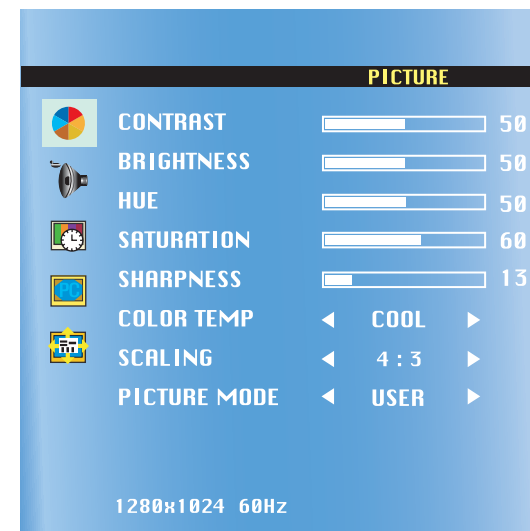 PICTURE
CONTRAST 50
BRIGHTNESS 50
HUE 50
SATURATION 60
SHARPNESS 13
COLOR TEMP COOL
SCALING 4:3
PICTURE MODE USER
PC
1280x1024 60Hz